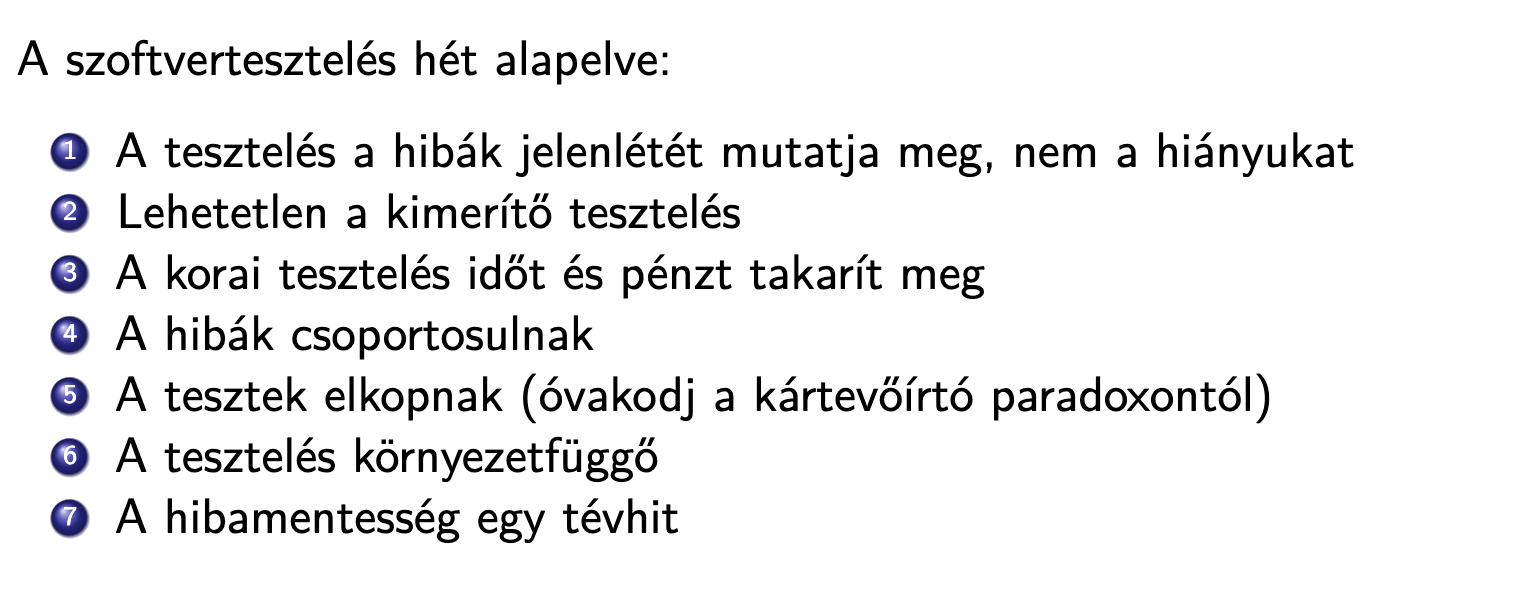 A szoftvertesztelés hét alapelve:
1 A tesztelés a hibák jelenlétét mutatja meg, nem a hiányukat
2 Lehetetlen a kimerítő tesztelés
3 A korai tesztelés időt és pénzt takarít meg
4 A hibák csoportosulnak
5 A tesztek elkopnak (óvakodj a kártevőírtó paradoxontól)
6 A tesztelés környezetfüggő
7 A hibamentesség egy tévhit